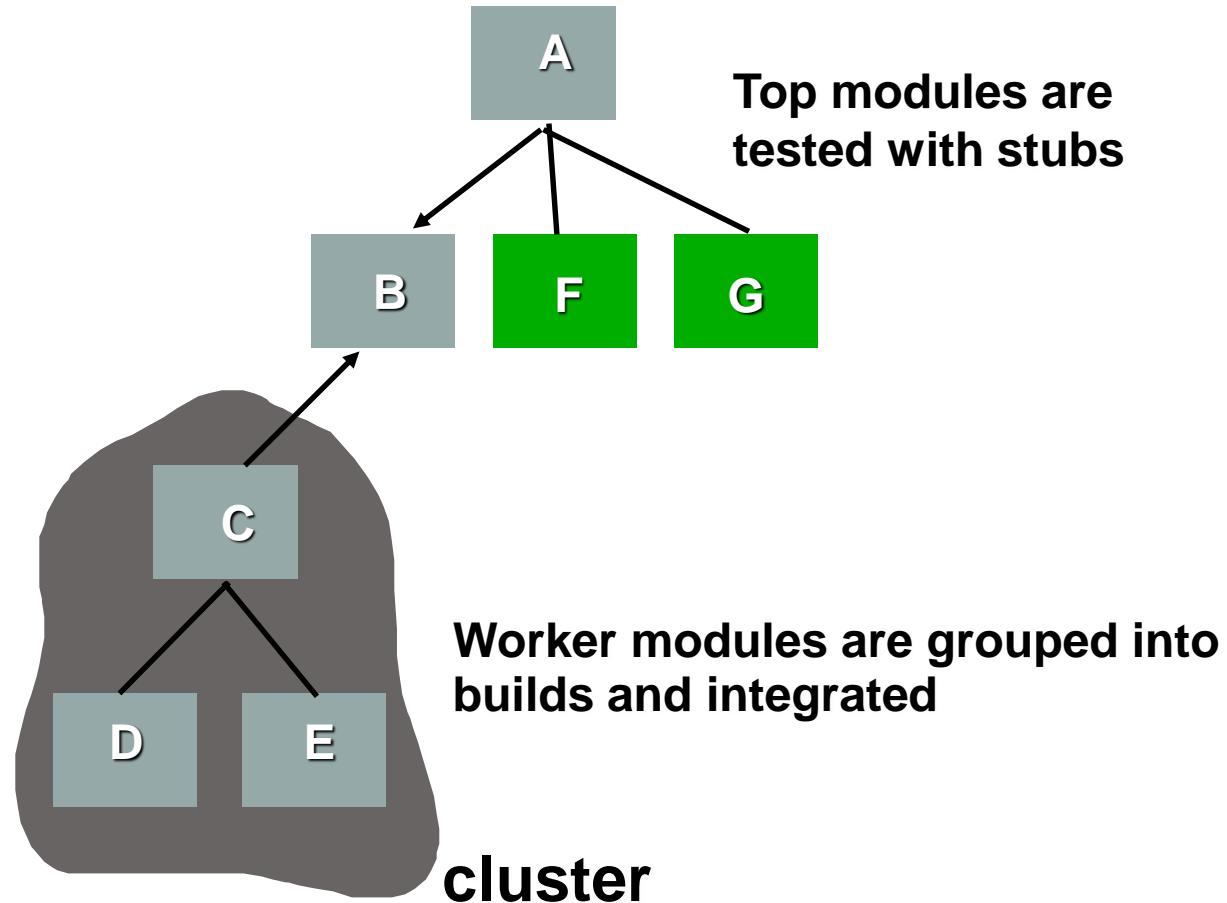 A
Top modules are
tested with stubs
B
F
G
C
Worker modules are grouped into
builds and integrated
D
E
cluster